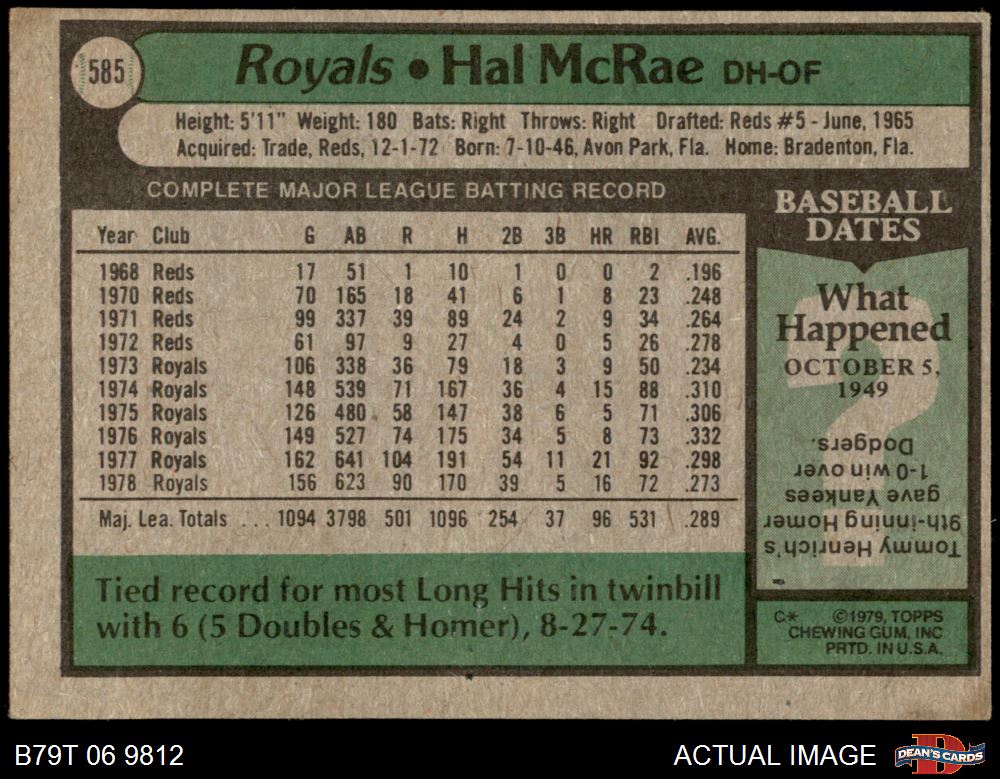 585
Royals • Hal McRae DH-OF
Height: 5'11" Weight: 180 Bats: Right Throws: Right Drafted: Reds #5 - June, 1965
Acquired: Trade, Reds, 12-1-72 Born: 7-10-46, Avon Park, Fla. Home: Bradenton, Fla.
COMPLETE MAJOR LEAGUE BATTING RECORD
Year Club G AB R H 2B 3B HR RBI AVG.
1968 Reds 17 51 1 10 1 0 0 2 .196
1970 Reds 70 165 18 41 6 1 8 23 .248
1971 Reds 99 337 39 89 24 2 9 34 .264
1972 Reds 61 97 9 27 4 0 5 26 .278
1973 Royals 106 338 36 79 18 3 9 50 .234
1974 Royals 148 539 71 167 36 4 15 88 .310
1975 Royals 126 480 58 147 38 6 5 71 .306
1976 Royals 149 527 74 175 34 5 8 73 .332
1977 Royals 162 641 104 191 54 11 21 92 .298
1978 Royals 156 623 90 170 39 5 16 72 .273
Maj. Lea. Totals ... 1094 3798 501 1096 254 37 96 531 .289
Tied record for most Long Hits in twinbill
with 6 (5 Doubles & Homer), 8-27-74.
BASEBALL
DATES
What
Happened
OCTOBER 5,
1949
?
Tommy Henrich's
9th-inning Homer
gave Yankees
1-0 win over
Dodgers.
C* ©1979, TOPPS
CHEWING GUM, INC
PRTD. IN U.S.A.
B79T 06 9812
ACTUAL IMAGE
D
DEAN'S CARDS